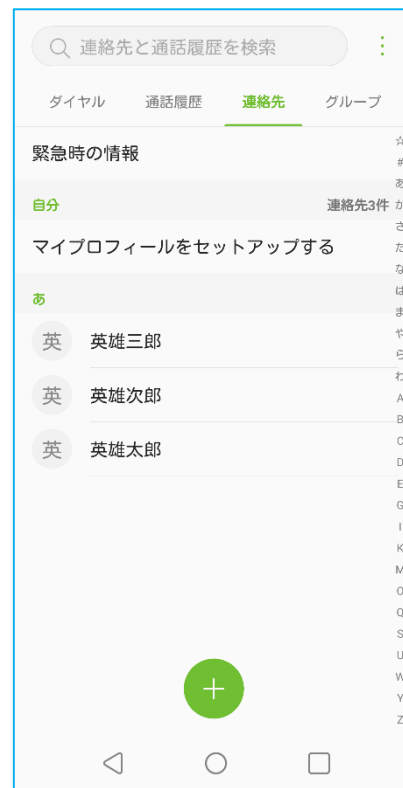 連絡先と通話履歴を検索
ダイヤル 通話履歴 連絡先 グループ
緊急時の情報
自分 連絡先3件
マイプロフィールをセットアップする
あ
英 英雄三郎
英 英雄次郎
英 英雄太郎
☆
#
あ
か
さ
た
な
は
ま
や
ら
わ
A
B
C
D
E
G
I
K
M
O
Q
S
U
W
Y
Z